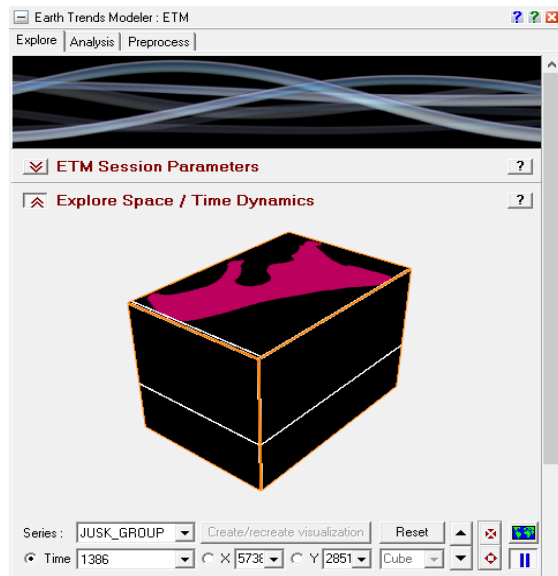 Earth Trends Modeler : ETM ? ?
Explore Analysis Preprocess
ETM Session Parameters ?
Explore Space / Time Dynamics ?
Series : JUSK_GROUP Create/recreate visualization Reset
Time 1386 X 573 Y 2851 Cube